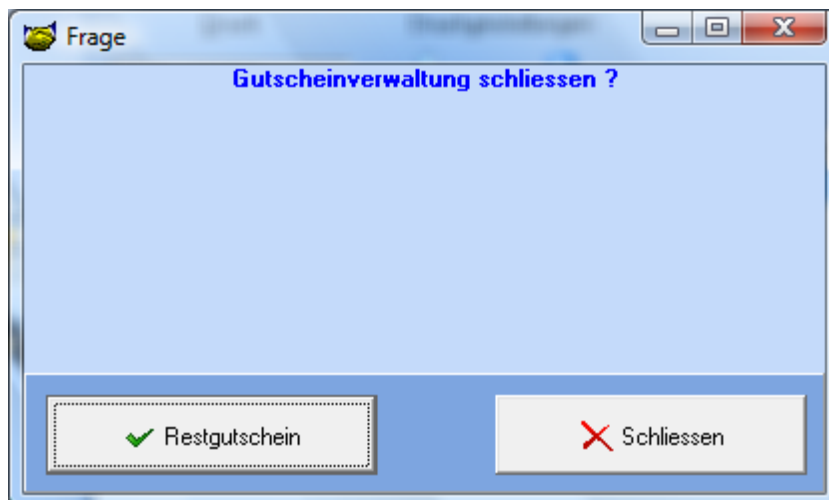 Frage
Gutscheinverwaltung schliessen ?
Restgutschein
Schliessen